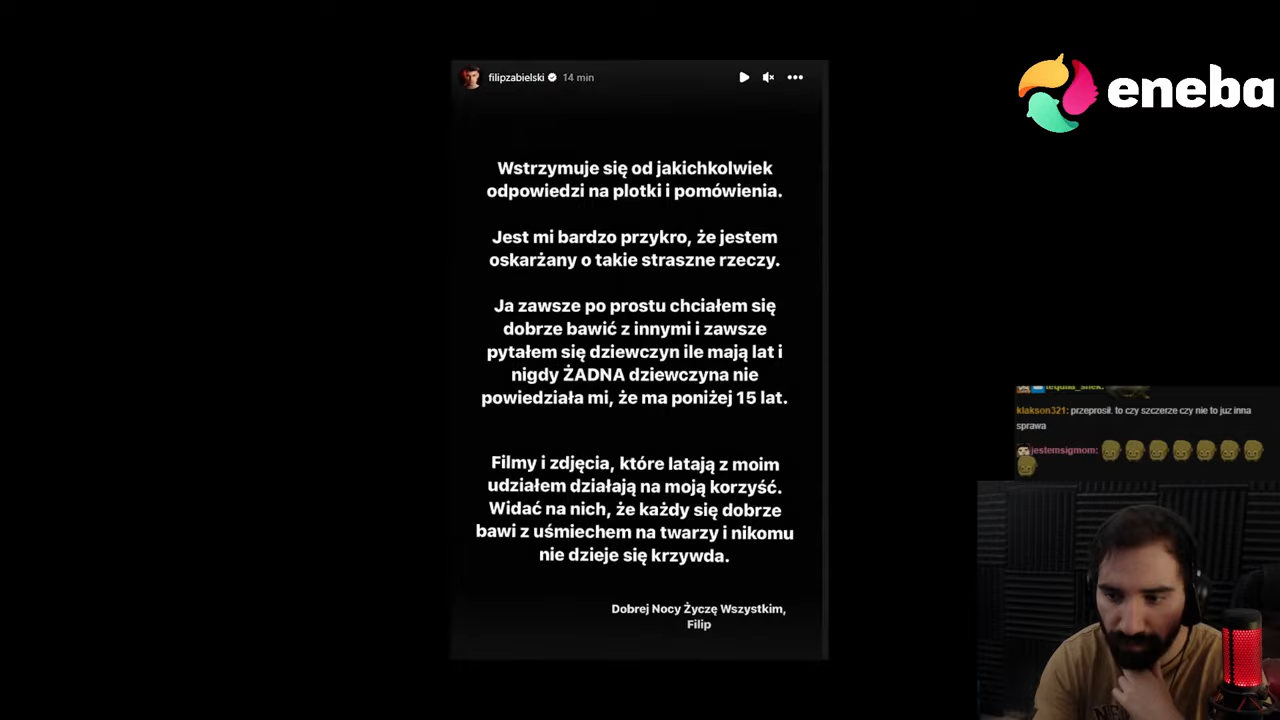 filipzabielski 14 min
eneba
Wstrzymuje się od jakichkolwiek
odpowiedzi na plotki i pomówienia.
Jest mi bardzo przykro, że jestem
oskarżany o takie straszne rzeczy.
Ja zawsze po prostu chciałem się
dobrze bawić z innymi i zawsze
pytałem się dziewczyn ile mają lat i
nigdy ŻADNA dziewczyna nie
powiedziała mi, że ma poniżej 15 lat.
Filmy i zdjęcia, które latają z moim
udziałem działają na moją korzyść.
Widać na nich, że każdy się dobrze
bawi z uśmiechem na twarzy i nikomu
nie dzieje się krzywda.
Dobrej Nocy Życzę Wszystkim,
Filip
klakson321: przeprosił. to czy szczerze czy nie to juz inna
sprawa
jestemsigmom: